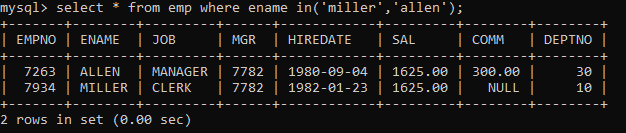 mysql> select * from emp where ename in('miller','allen');
+-------+--------+---------+------+------------+---------+--------+--------+
| EMPNO | ENAME  | JOB     | MGR  | HIREDATE   | SAL     | COMM   | DEPTNO |
+-------+--------+---------+------+------------+---------+--------+--------+
|  7263 | ALLEN  | MANAGER | 7782 | 1980-09-04 | 1625.00 | 300.00 |     30 |
|  7934 | MILLER | CLERK   | 7782 | 1982-01-23 | 1625.00 |   NULL |     10 |
+-------+--------+---------+------+------------+---------+--------+--------+
2 rows in set (0.00 sec)